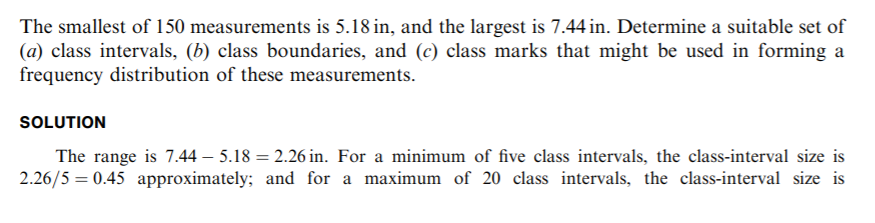 The smallest of 150 measurements is 5.18 in, and the largest is 7.44 in. Determine a suitable set of
(a) class intervals, (b) class boundaries, and (c) class marks that might be used in forming a
frequency distribution of these measurements.
SOLUTION
The range is 7.44 − 5.18 = 2.26 in. For a minimum of five class intervals, the class-interval size is
2.26/5 = 0.45 approximately; and for a maximum of 20 class intervals, the class-interval size is